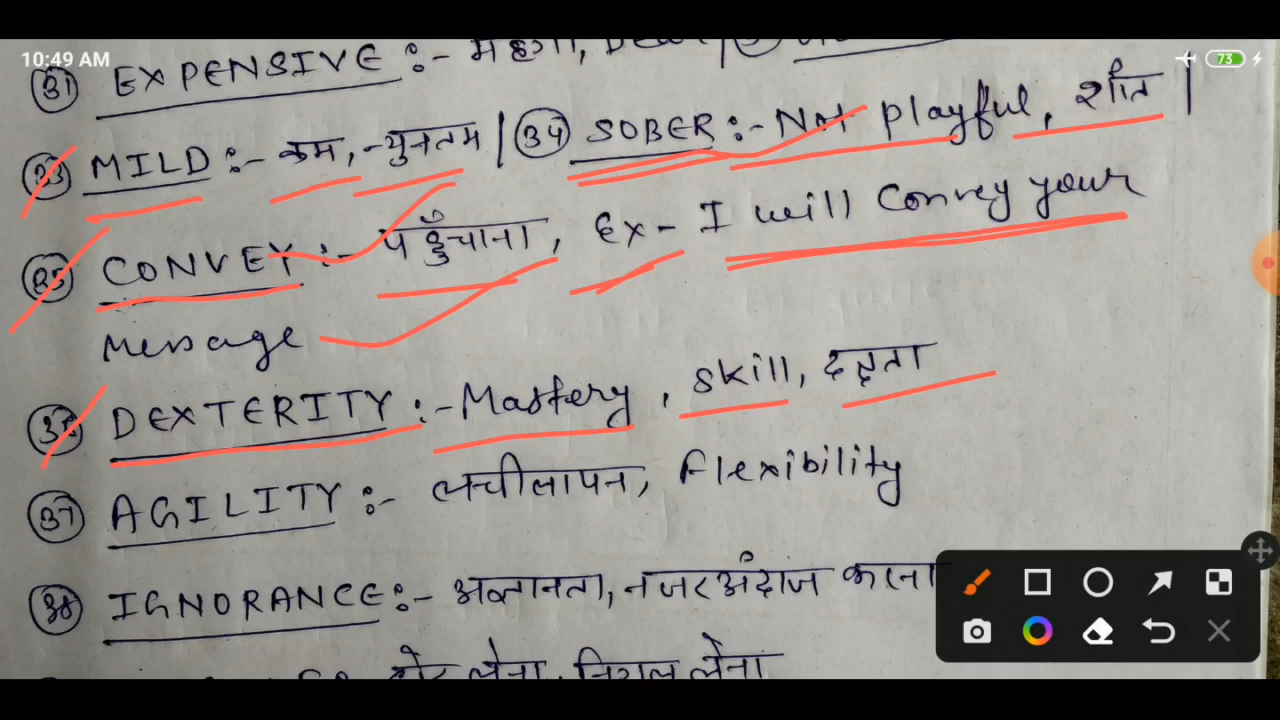 10:49 AM 73
(31) EXPENSIVE :- महंगा,
(33) MILD :- कम, -युनतम | (34) SOBER :- Not Playful, शांत |
(35) CONVEY :- पहुँचाना, Ex- I will convey your
Message
(36) DEXTERITY :- Mastery, skill, दक्षता
(37) AGILITY :- लचीलापन, Flexibility
(38) IGNORANCE :- अज्ञानता, नजरअंदाज करना
लेना, निगल लेना